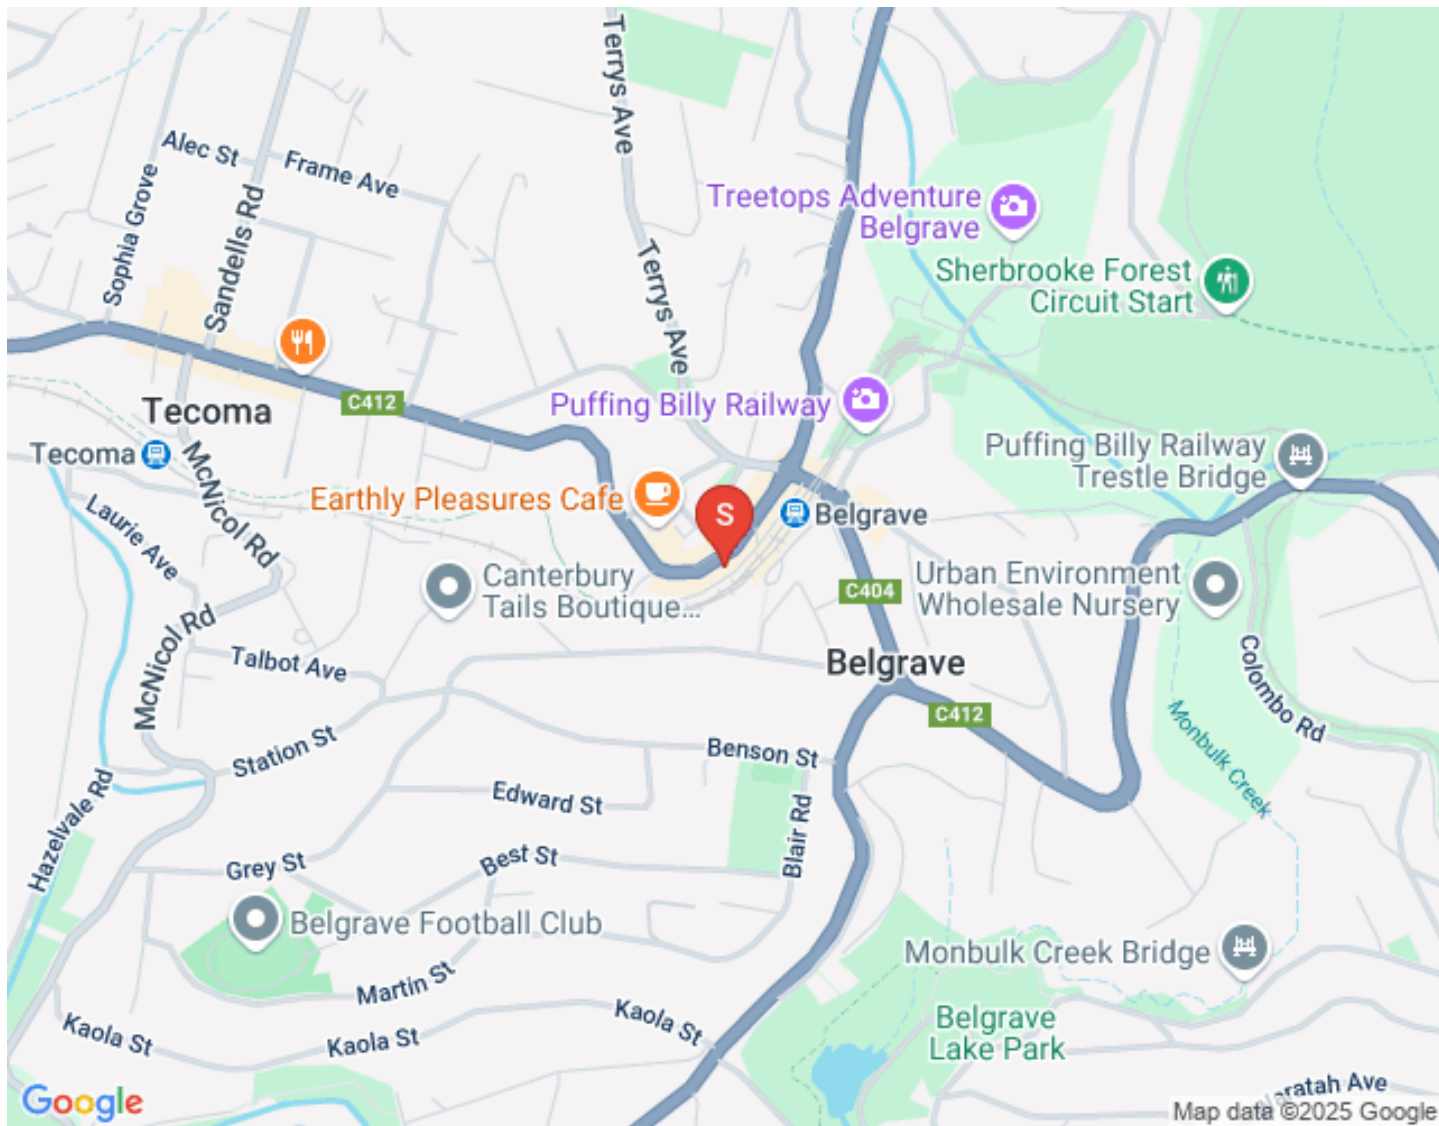 Terrys Ave
Alec St
Frame Ave
Sophia Grove
Sandells Rd
Treetops Adventure
Belgrave
Terrys Ave
Sherbrooke Forest
Circuit Start
C412
Puffing Billy Railway
Tecoma
Tecoma
McNicol Rd
Puffing Billy Railway
Trestle Bridge
Earthly Pleasures Cafe
S
Belgrave
Laurie Ave
Canterbury
Tails Boutique...
C404
Urban Environment
Wholesale Nursery
McNicol Rd
Talbot Ave
Belgrave
Colombo Rd
C412
Monbulk Creek
Station St
Benson St
Edward St
Hazelvale Rd
Blair Rd
Grey St
Best St
Belgrave Football Club
Monbulk Creek Bridge
Martin St
Kaola St
Kaola St
Kaola St
Belgrave
Lake Park
Google
Map data ©2025 Google